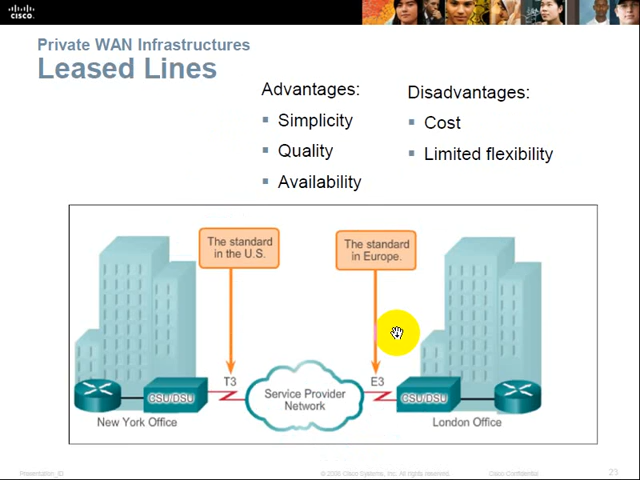 CISCO
Private WAN Infrastructures
Leased Lines
Advantages:
Simplicity
Quality
Availability
Disadvantages:
Cost
Limited flexibility
The standard
in the U.S.
The standard
in Europe.
T3
E3
Service Provider
Network
CSU/DSU
CSU/DSU
New York Office
London Office
Presentation_ID
© 2008 Cisco Systems, Inc. All rights reserved.
Cisco Confidential